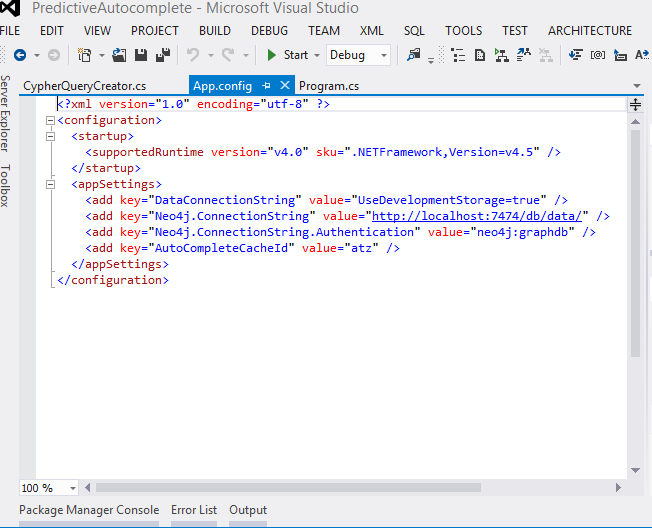 PredictiveAutocomplete - Microsoft Visual Studio
FILE EDIT VIEW PROJECT BUILD DEBUG TEAM XML SQL TOOLS TEST ARCHITECTURE
Start Debug
Server Explorer
Toolbox
CypherQueryCreator.cs App.config Program.cs
<?xml version="1.0" encoding="utf-8" ?>
<configuration>
<startup>
<supportedRuntime version="v4.0" sku=".NETFramework,Version=v4.5" />
</startup>
<appSettings>
<add key="DataConnectionString" value="UseDevelopmentStorage=true" />
<add key="Neo4j.ConnectionString" value="http://localhost:7474/db/data/" />
<add key="Neo4j.ConnectionString.Authentication" value="neo4j:graphdb" />
<add key="AutoCompleteCacheId" value="atz" />
</appSettings>
</configuration>
100 %
Package Manager Console Error List Output